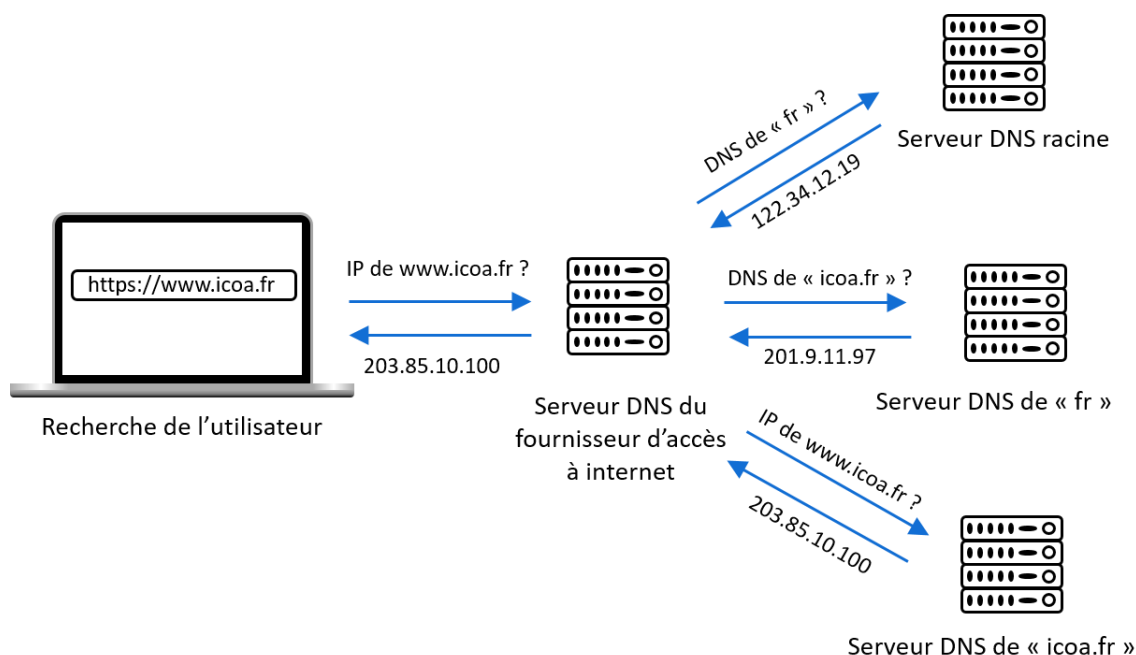 DNS de « fr » ?
122.34.12.19
Serveur DNS racine
https://www.icoa.fr
Recherche de l’utilisateur
IP de www.icoa.fr ?
203.85.10.100
Serveur DNS du
fournisseur d’accès
à internet
DNS de « icoa.fr » ?
201.9.11.97
Serveur DNS de « fr »
IP de www.icoa.fr ?
203.85.10.100
Serveur DNS de « icoa.fr »